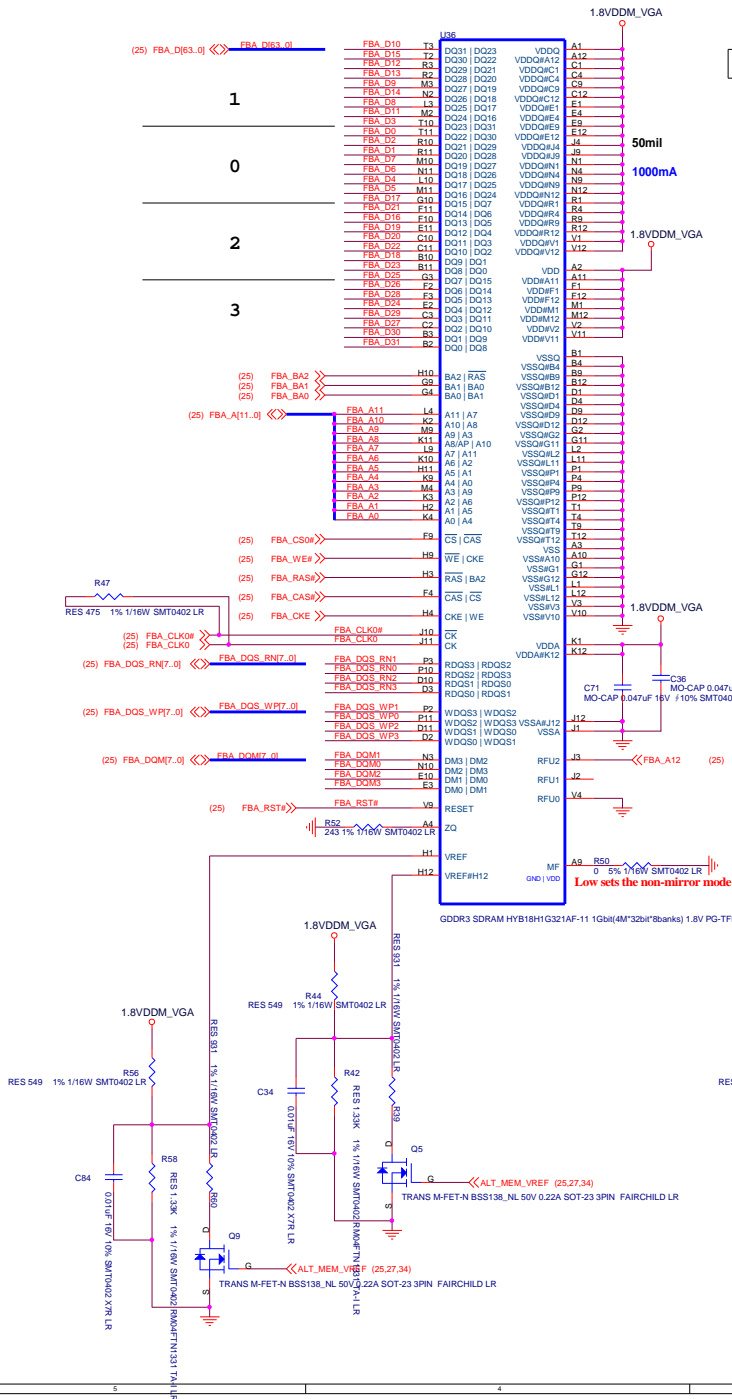 1.8VDDM_VGA
U36
(25) FBA_D[63..0]
FBA_D[63..0]
1
0
2
3
FBA_D10 T3 DQ31 | DQ23
FBA_D15 T2 DQ30 | DQ22
FBA_D12 R3 DQ29 | DQ21
FBA_D13 R2 DQ28 | DQ20
FBA_D9 M3 DQ27 | DQ19
FBA_D14 N2 DQ26 | DQ18
FBA_D8 L3 DQ25 | DQ17
FBA_D11 M2 DQ24 | DQ16
FBA_D3 T10 DQ23 | DQ31
FBA_D0 T11 DQ22 | DQ30
FBA_D2 R10 DQ21 | DQ29
FBA_D1 R11 DQ20 | DQ28
FBA_D7 M10 DQ19 | DQ27
FBA_D6 N11 DQ18 | DQ26
FBA_D4 L10 DQ17 | DQ25
FBA_D5 M11 DQ16 | DQ24
FBA_D17 G10 DQ15 | DQ7
FBA_D21 F11 DQ14 | DQ6
FBA_D16 F10 DQ13 | DQ5
FBA_D19 E11 DQ12 | DQ4
FBA_D20 C10 DQ11 | DQ3
FBA_D22 C11 DQ10 | DQ2
FBA_D18 B10 DQ9 | DQ1
FBA_D23 B11 DQ8 | DQ0
FBA_D25 G3 DQ7 | DQ15
FBA_D26 F2 DQ6 | DQ14
FBA_D28 F3 DQ5 | DQ13
FBA_D24 E2 DQ4 | DQ12
FBA_D29 C3 DQ3 | DQ11
FBA_D27 C2 DQ2 | DQ10
FBA_D30 B3 DQ1 | DQ9
FBA_D31 B2 DQ0 | DQ8
(25) FBA_BA2 H10 BA2 | RAS
(25) FBA_BA1 G9 BA1 | BA0
(25) FBA_BA0 G4 BA0 | BA1
(25) FBA_A[11..0]
FBA_A11 L4 A11 | A7
FBA_A10 K2 A10 | A8
FBA_A9 M9 A9 | A3
FBA_A8 K11 A8/AP | A10
FBA_A7 L9 A7 | A11
FBA_A6 K10 A6 | A2
FBA_A5 H11 A5 | A1
FBA_A4 K9 A4 | A0
FBA_A3 M4 A3 | A9
FBA_A2 K3 A2 | A6
FBA_A1 H2 A1 | A5
FBA_A0 K4 A0 | A4
(25) FBA_CS0# F9 CS | CAS
(25) FBA_WE# H9 WE | CKE
(25) FBA_RAS# H3 RAS | BA2
(25) FBA_CAS# F4 CAS | CS
(25) FBA_CKE H4 CKE | WE
R47
RES 475 1% 1/16W SMT0402 LR
(25) FBA_CLK0# FBA_CLK0# J10 CK
(25) FBA_CLK0 FBA_CLK0 J11 CK
(25) FBA_DQS_RN[7..0] FBA_DQS_RN[7..0]
FBA_DQS_RN1 P3 RDQS3 | RDQS2
FBA_DQS_RN0 P10 RDQS2 | RDQS3
FBA_DQS_RN2 D10 RDQS1 | RDQS0
FBA_DQS_RN3 D3 RDQS0 | RDQS1
(25) FBA_DQS_WP[7..0] FBA_DQS_WP[7..0]
FBA_DQS_WP1 P2 WDQS3 | WDQS2
FBA_DQS_WP0 P11 WDQS2 | WDQS3
FBA_DQS_WP2 D11 WDQS1 | WDQS0
FBA_DQS_WP3 D2 WDQS0 | WDQS1
(25) FBA_DQM[7..0] FBA_DQM[7..0]
FBA_DQM1 N3 DM3 | DM2
FBA_DQM0 N10 DM2 | DM3
FBA_DQM2 E10 DM1 | DM0
FBA_DQM3 E3 DM0 | DM1
(25) FBA_RST# FBA_RST# V9 RESET
R52 A4 ZQ
243 1% 1/16W SMT0402 LR
H1 VREF
H12 VREF#H12
VDDQ A1
VDDQ#A12 A12
VDDQ#C1 C1
VDDQ#C4 C4
VDDQ#C9 C9
VDDQ#C12 C12
VDDQ#E1 E1
VDDQ#E4 E4
VDDQ#E9 E9
VDDQ#E12 E12
VDDQ#J4 J4
VDDQ#J9 J9
VDDQ#N1 N1
VDDQ#N4 N4
VDDQ#N9 N9
VDDQ#N12 N12
VDDQ#R1 R1
VDDQ#R4 R4
VDDQ#R9 R9
VDDQ#R12 R12
VDDQ#V1 V1
VDDQ#V12 V12
50mil
1000mA
1.8VDDM_VGA
VDD A2
VDD#A11 A11
VDD#F1 F1
VDD#F12 F12
VDD#M1 M1
VDD#M12 M12
VDD#V2 V2
VDD#V11 V11
VSSQ B1
VSSQ#B4 B4
VSSQ#B9 B9
VSSQ#B12 B12
VSSQ#D1 D1
VSSQ#D4 D4
VSSQ#D9 D9
VSSQ#D12 D12
VSSQ#G2 G2
VSSQ#G11 G11
VSSQ#L2 L2
VSSQ#L11 L11
VSSQ#P1 P1
VSSQ#P4 P4
VSSQ#P9 P9
VSSQ#P12 P12
VSSQ#T1 T1
VSSQ#T4 T4
VSSQ#T9 T9
VSSQ#T12 T12
VSS A3
VSS#A10 A10
VSS#G1 G1
VSS#G12 G12
VSS#L1 L1
VSS#L12 L12
VSS#V3 V3
VSS#V10 V10
1.8VDDM_VGA
VDDA K1
VDDA#K12 K12
C71
MO-CAP 0.047uF 16V
C36
MO-CAP 0.047u
/-10% SMT040
VSSA#J12 J12
VSSA J1
RFU2 J3 FBA_A12 (25)
RFU1 J2
RFU0 V4
MF A9
GND | VDD
R50
0 5% 1/16W SMT0402 LR
Low sets the non-mirror mode
GDDR3 SDRAM HYB18H1G321AF-11 1Gbit(4M*32bit*8banks) 1.8V PG-TF
1.8VDDM_VGA
R44
RES 549 1% 1/16W SMT0402 LR
RES 931 1% 1/16W SMT0402 LR
R39
C34
0.01uF 16V 10% SMT0402 X7R LR
R42
RES 1.33K 1% 1/16W SMT0402 RM04FTN1331 TA-I LR
D
Q5
G
S
ALT_MEM_VREF (25,27,34)
TRANS M-FET-N BSS138_NL 50V 0.22A SOT-23 3PIN FAIRCHILD LR
1.8VDDM_VGA
R56
RES 549 1% 1/16W SMT0402 LR
RES 931 1% 1/16W SMT0402 LR
R60
C84
0.01uF 16V 10% SMT0402 X7R LR
R58
RES 1.33K 1% 1/16W SMT0402 RM04FTN1331 TA-I LR
D
Q9
G
S
ALT_MEM_VREF (25,27,34)
TRANS M-FET-N BSS138_NL 50V 0.22A SOT-23 3PIN FAIRCHILD LR
RES
5
4